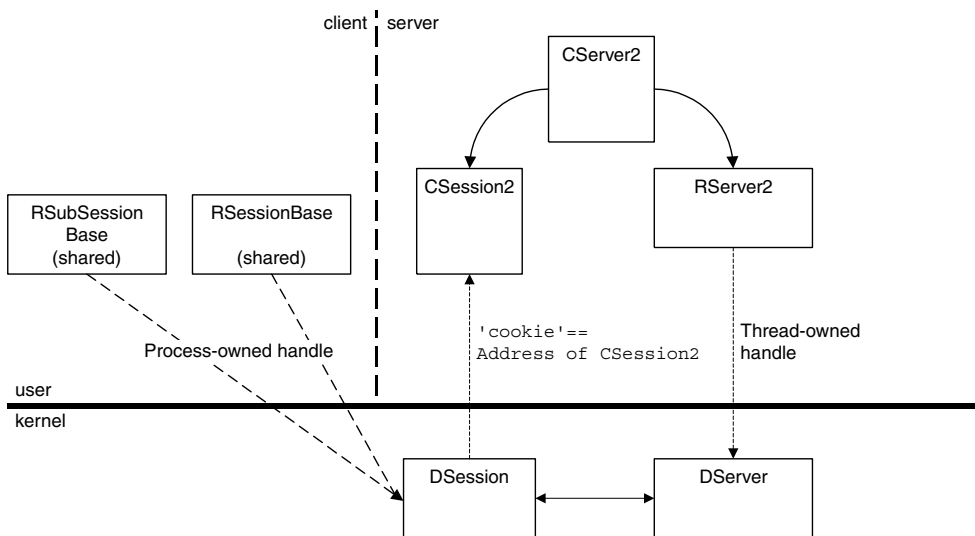 client server
CServer2
CSession2
RServer2
RSubSession
Base
(shared)
RSessionBase
(shared)
'cookie'==
Address of CSession2
Thread-owned
handle
Process-owned handle
user
kernel
DSession
DServer